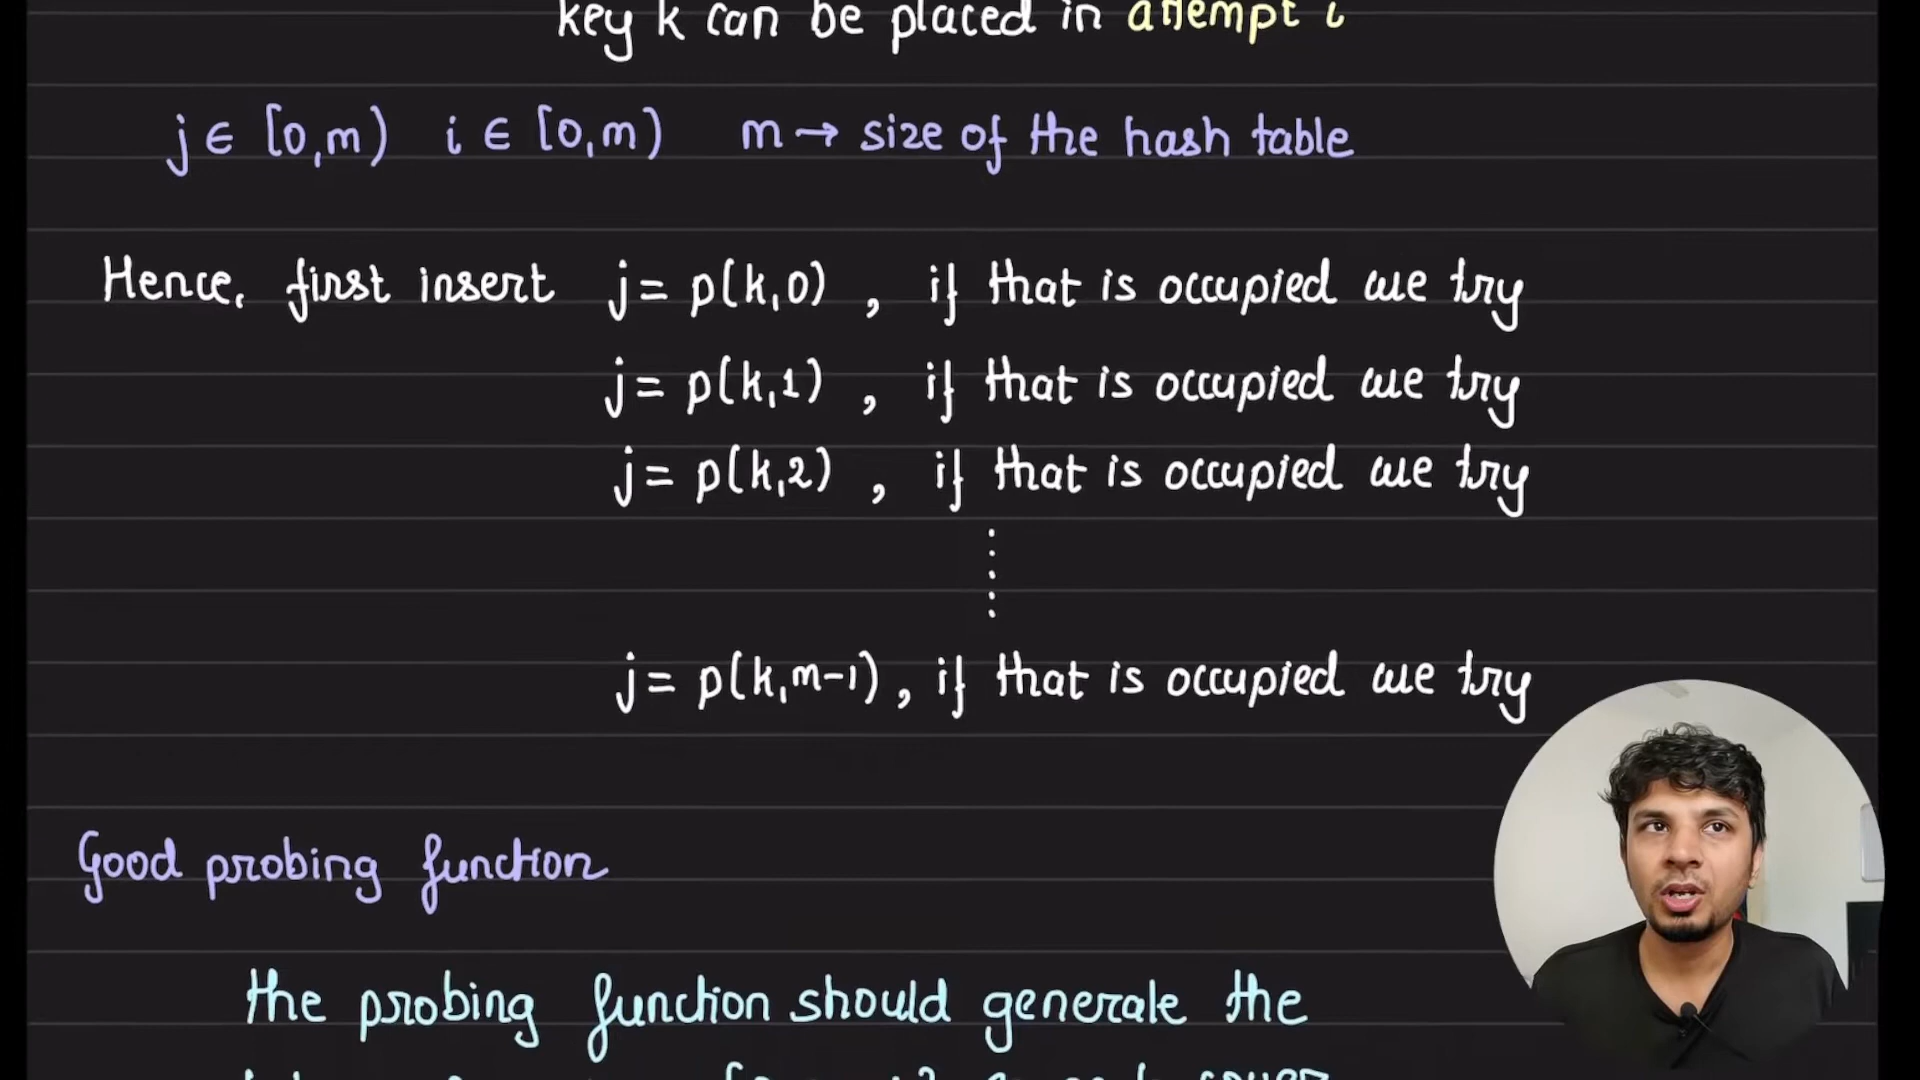 key k can be placed in attempt i
j ∈ [0,m) i ∈ [0,m) m → size of the hash table
Hence, first insert j = p(k,0) , if that is occupied we try
j = p(k,1) , if that is occupied we try
j = p(k,2) , if that is occupied we try
⋮
j = p(k,m-1), if that is occupied we try
Good probing function
the probing function should generate the